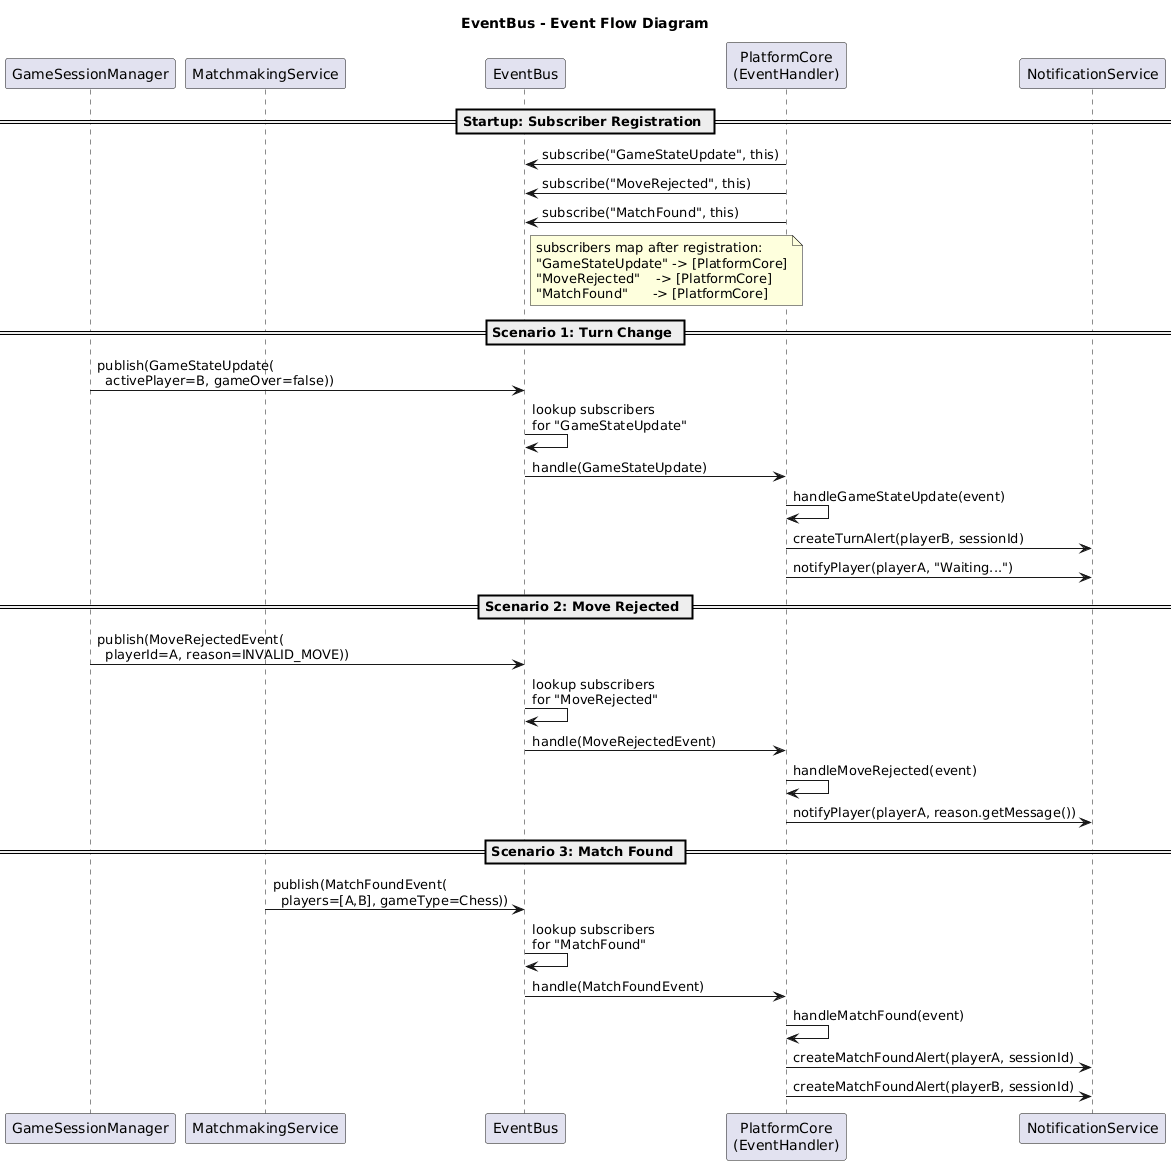 EventBus - Event Flow Diagram
GameSessionManager
MatchmakingService
EventBus
PlatformCore
(EventHandler)
NotificationService
Startup: Subscriber Registration
subscribe("GameStateUpdate", this)
subscribe("MoveRejected", this)
subscribe("MatchFound", this)
subscribers map after registration:
"GameStateUpdate" -> [PlatformCore]
"MoveRejected"    -> [PlatformCore]
"MatchFound"      -> [PlatformCore]
Scenario 1: Turn Change
publish(GameStateUpdate(
  activePlayer=B, gameOver=false))
lookup subscribers
for "GameStateUpdate"
handle(GameStateUpdate)
handleGameStateUpdate(event)
createTurnAlert(playerB, sessionId)
notifyPlayer(playerA, "Waiting...")
Scenario 2: Move Rejected
publish(MoveRejectedEvent(
  playerId=A, reason=INVALID_MOVE))
lookup subscribers
for "MoveRejected"
handle(MoveRejectedEvent)
handleMoveRejected(event)
notifyPlayer(playerA, reason.getMessage())
Scenario 3: Match Found
publish(MatchFoundEvent(
  players=[A,B], gameType=Chess))
lookup subscribers
for "MatchFound"
handle(MatchFoundEvent)
handleMatchFound(event)
createMatchFoundAlert(playerA, sessionId)
createMatchFoundAlert(playerB, sessionId)
GameSessionManager
MatchmakingService
EventBus
PlatformCore
(EventHandler)
NotificationService